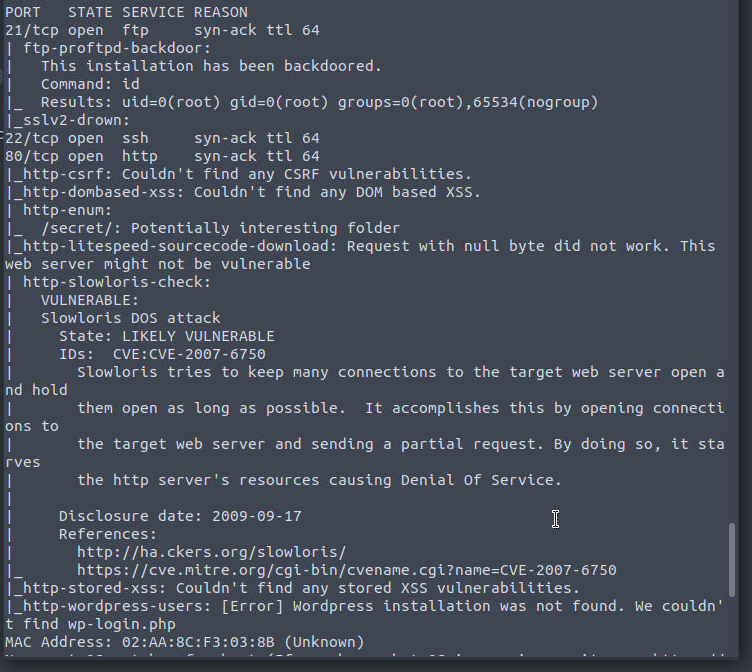 PORT   STATE SERVICE REASON
21/tcp open  ftp     syn-ack ttl 64
| ftp-proftpd-backdoor:
|   This installation has been backdoored.
|   Command: id
|_  Results: uid=0(root) gid=0(root) groups=0(root),65534(nogroup)
|_sslv2-drown:
22/tcp open  ssh     syn-ack ttl 64
80/tcp open  http    syn-ack ttl 64
|_http-csrf: Couldn't find any CSRF vulnerabilities.
|_http-dombased-xss: Couldn't find any DOM based XSS.
| http-enum:
|_  /secret/: Potentially interesting folder
|_http-litespeed-sourcecode-download: Request with null byte did not work. This
web server might not be vulnerable
| http-slowloris-check:
|   VULNERABLE:
|   Slowloris DOS attack
|     State: LIKELY VULNERABLE
|     IDs:  CVE:CVE-2007-6750
|       Slowloris tries to keep many connections to the target web server open a
nd hold
|       them open as long as possible.  It accomplishes this by opening connecti
ons to
|       the target web server and sending a partial request. By doing so, it sta
rves
|       the http server's resources causing Denial Of Service.
|
|     Disclosure date: 2009-09-17
|     References:
|       http://ha.ckers.org/slowloris/
|_      https://cve.mitre.org/cgi-bin/cvename.cgi?name=CVE-2007-6750
|_http-stored-xss: Couldn't find any stored XSS vulnerabilities.
|_http-wordpress-users: [Error] Wordpress installation was not found. We couldn'
t find wp-login.php
MAC Address: 02:AA:8C:F3:03:8B (Unknown)